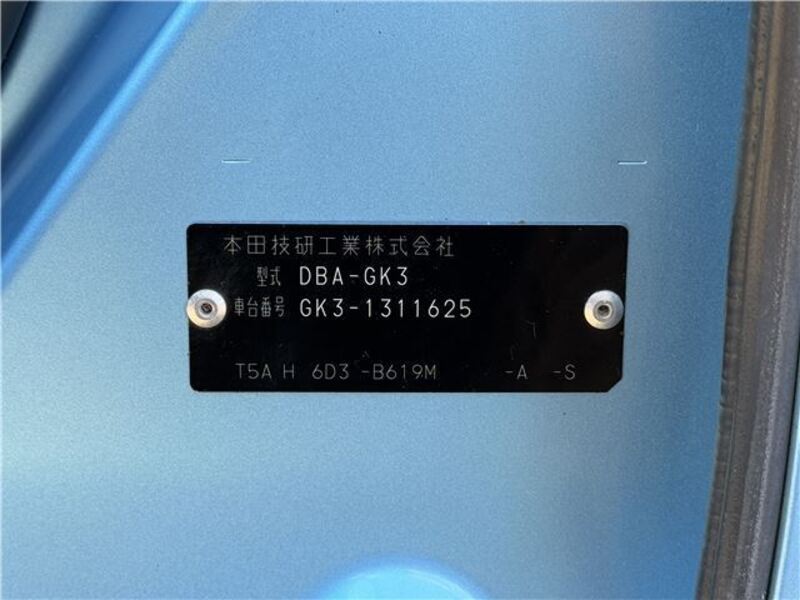 本田技研工業株式会社
型式 DBA-GK3
車台番号 GK3-1311625
T5A H 6D3 -B619M -A -S